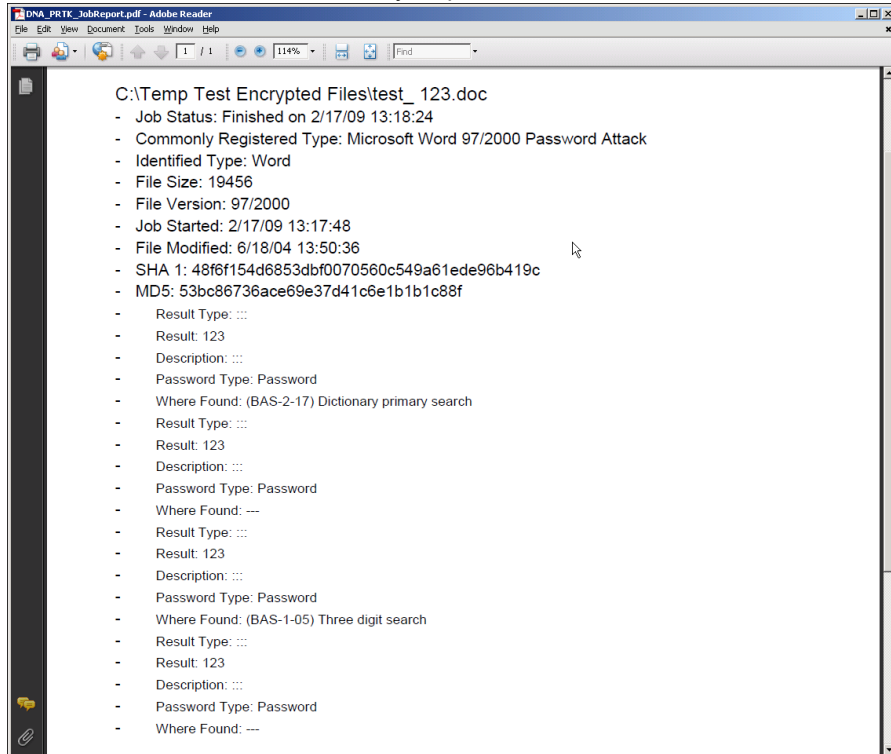 DNA_PRTK_JobReport.pdf - Adobe Reader
File Edit View Document Tools Window Help
1 / 1 114% Find
C:\Temp Test Encrypted Files\test_ 123.doc
- Job Status: Finished on 2/17/09 13:18:24
- Commonly Registered Type: Microsoft Word 97/2000 Password Attack
- Identified Type: Word
- File Size: 19456
- File Version: 97/2000
- Job Started: 2/17/09 13:17:48
- File Modified: 6/18/04 13:50:36
- SHA 1: 48f6f154d6853dbf0070560c549a61ede96b419c
- MD5: 53bc86736ace69e37d41c6e1b1b1c88f
- Result Type: :::
- Result: 123
- Description: :::
- Password Type: Password
- Where Found: (BAS-2-17) Dictionary primary search
- Result Type: :::
- Result: 123
- Description: :::
- Password Type: Password
- Where Found: ---
- Result Type: :::
- Result: 123
- Description: :::
- Password Type: Password
- Where Found: (BAS-1-05) Three digit search
- Result Type: :::
- Result: 123
- Description: :::
- Password Type: Password
- Where Found: ---